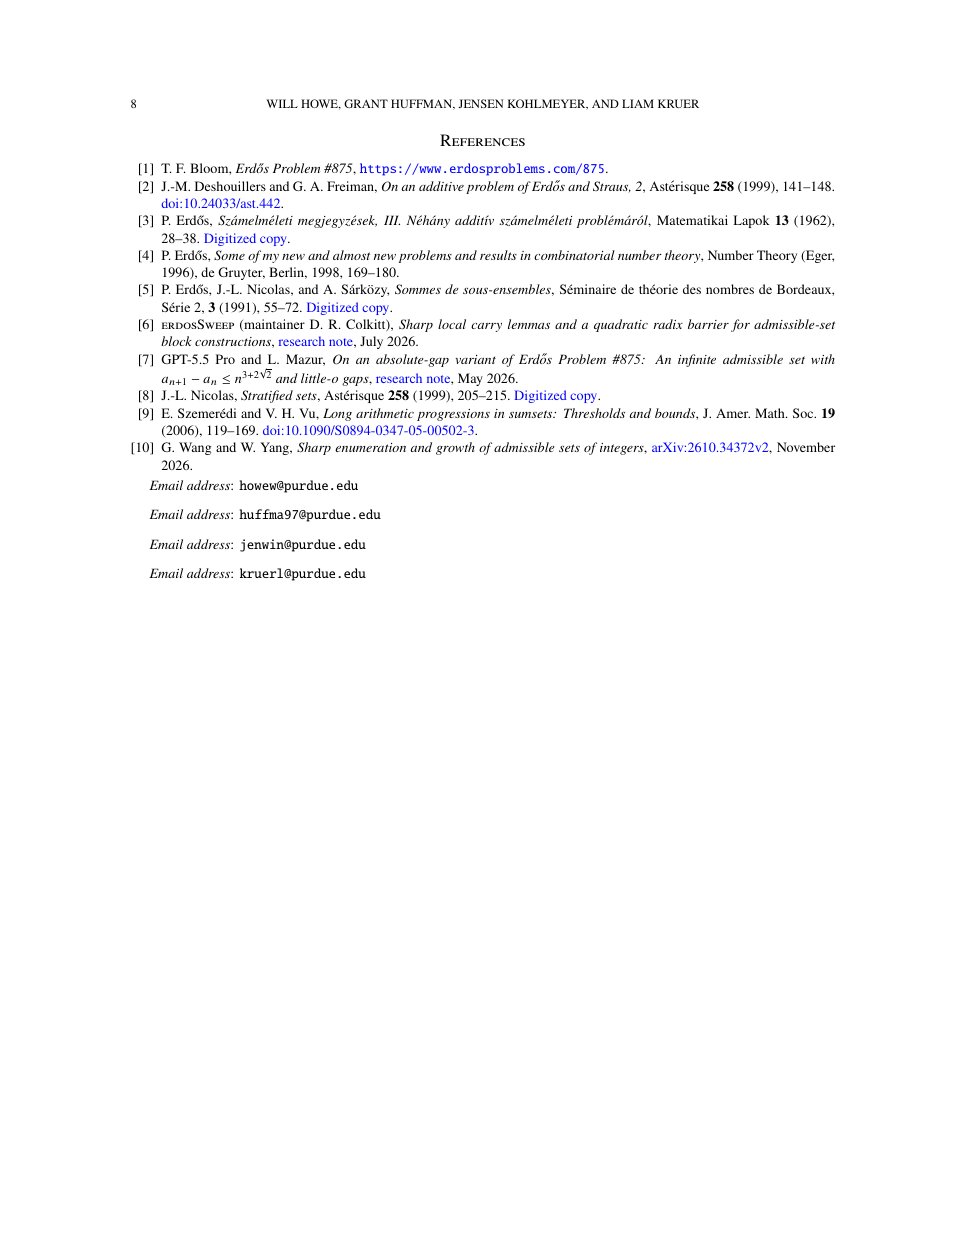 8 WILL HOWE, GRANT HUFFMAN, JENSEN KOHLMEYER, AND LIAM KRUER
References
[1] T. F. Bloom, Erdős Problem #875, https://www.erdosproblems.com/875.
[2] J.-M. Deshouillers and G. A. Freiman, On an additive problem of Erdős and Straus, 2, Astérisque 258 (1999), 141–148.
doi:10.24033/ast.442.
[3] P. Erdős, Számelméleti megjegyzések, III. Néhány additív számelméleti problémáról, Matematikai Lapok 13 (1962),
28–38. Digitized copy.
[4] P. Erdős, Some of my new and almost new problems and results in combinatorial number theory, Number Theory (Eger,
1996), de Gruyter, Berlin, 1998, 169–180.
[5] P. Erdős, J.-L. Nicolas, and A. Sárközy, Sommes de sous-ensembles, Séminaire de théorie des nombres de Bordeaux,
Série 2, 3 (1991), 55–72. Digitized copy.
[6] erdosSweep (maintainer D. R. Colkitt), Sharp local carry lemmas and a quadratic radix barrier for admissible-set
block constructions, research note, July 2026.
[7] GPT-5.5 Pro and L. Mazur, On an absolute-gap variant of Erdős Problem #875: An infinite admissible set with
aₙ₊₁ − aₙ ≤ n^{3+2√2} and little-o gaps, research note, May 2026.
[8] J.-L. Nicolas, Stratified sets, Astérisque 258 (1999), 205–215. Digitized copy.
[9] E. Szemerédi and V. H. Vu, Long arithmetic progressions in sumsets: Thresholds and bounds, J. Amer. Math. Soc. 19
(2006), 119–169. doi:10.1090/S0894-0347-05-00502-3.
[10] G. Wang and W. Yang, Sharp enumeration and growth of admissible sets of integers, arXiv:2610.34372v2, November
2026.
Email address: howew@purdue.edu
Email address: huffma97@purdue.edu
Email address: jenwin@purdue.edu
Email address: kruerl@purdue.edu